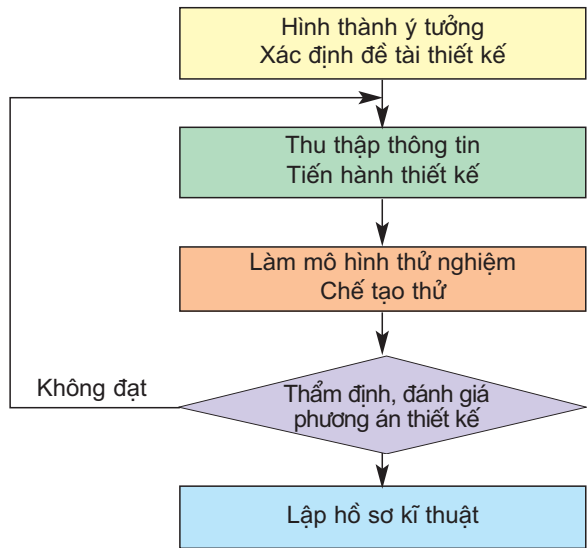 Hình thành ý tưởng
Xác định đề tài thiết kế
Thu thập thông tin
Tiến hành thiết kế
Làm mô hình thử nghiệm
Chế tạo thử
Không đạt
Thẩm định, đánh giá
phương án thiết kế
Lập hồ sơ kĩ thuật